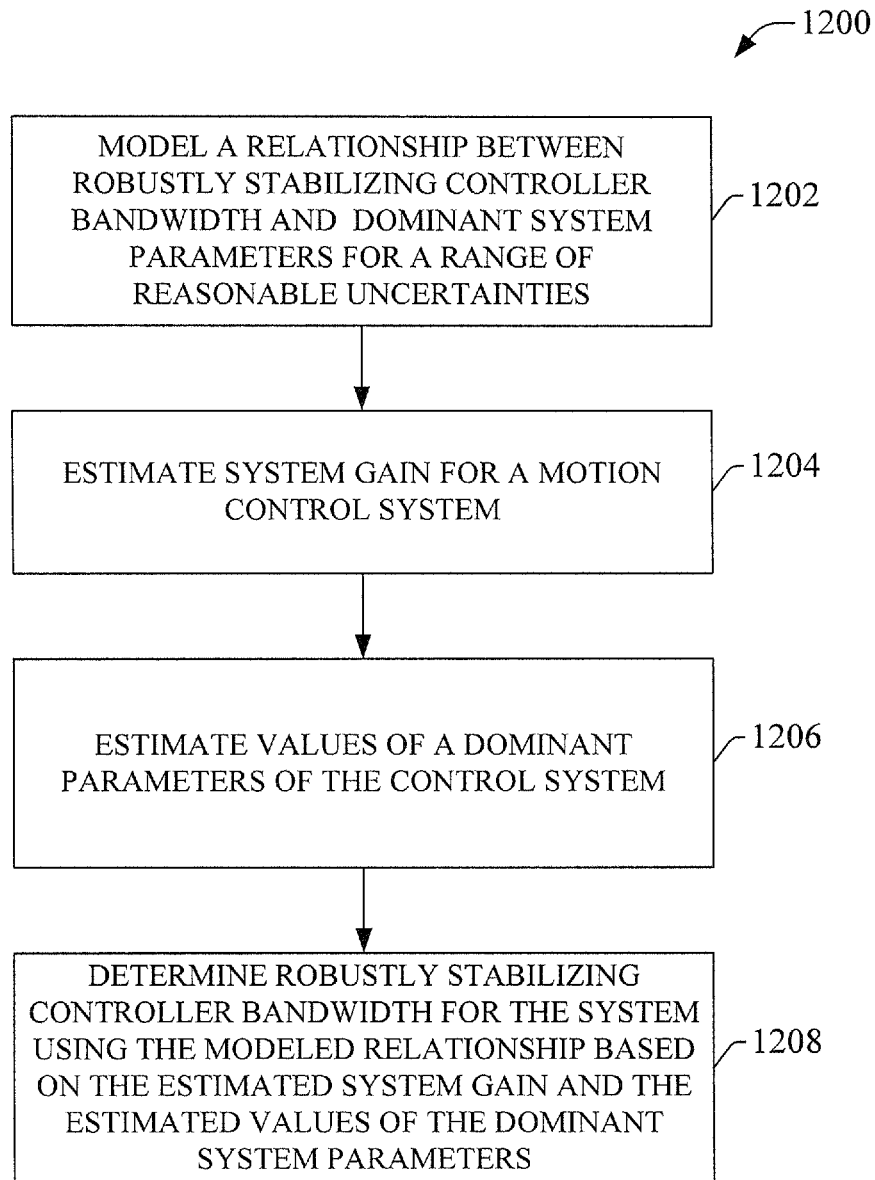 1200
MODEL A RELATIONSHIP BETWEEN
ROBUSTLY STABILIZING CONTROLLER
BANDWIDTH AND DOMINANT SYSTEM
PARAMETERS FOR A RANGE OF
REASONABLE UNCERTAINTIES
1202
ESTIMATE SYSTEM GAIN FOR A MOTION
CONTROL SYSTEM
1204
ESTIMATE VALUES OF A DOMINANT
PARAMETERS OF THE CONTROL SYSTEM
1206
DETERMINE ROBUSTLY STABILIZING
CONTROLLER BANDWIDTH FOR THE SYSTEM
USING THE MODELED RELATIONSHIP BASED
ON THE ESTIMATED SYSTEM GAIN AND THE
ESTIMATED VALUES OF THE DOMINANT
SYSTEM PARAMETERS
1208